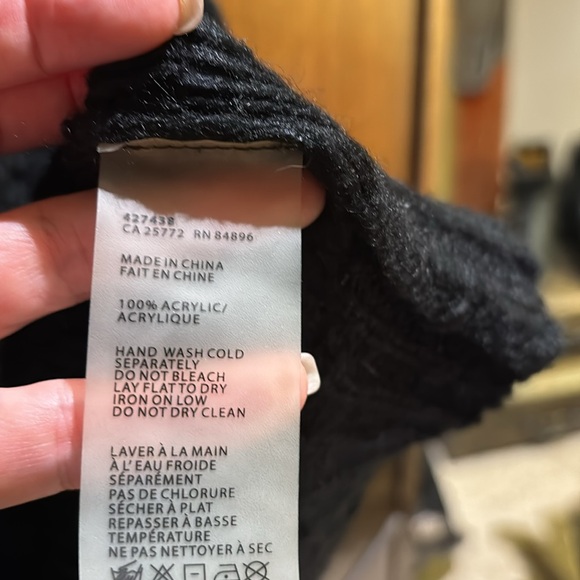 427438
CA 25772 RN 84896
MADE IN CHINA
FAIT EN CHINE
100% ACRYLIC/
ACRYLIQUE
HAND WASH COLD
SEPARATELY
DO NOT BLEACH
LAY FLAT TO DRY
IRON ON LOW
DO NOT DRY CLEAN
LAVER À LA MAIN
À L'EAU FROIDE
SÉPARÉMENT
PAS DE CHLORURE
SÉCHER À PLAT
REPASSER À BASSE
TEMPÉRATURE
NE PAS NETTOYER À SEC